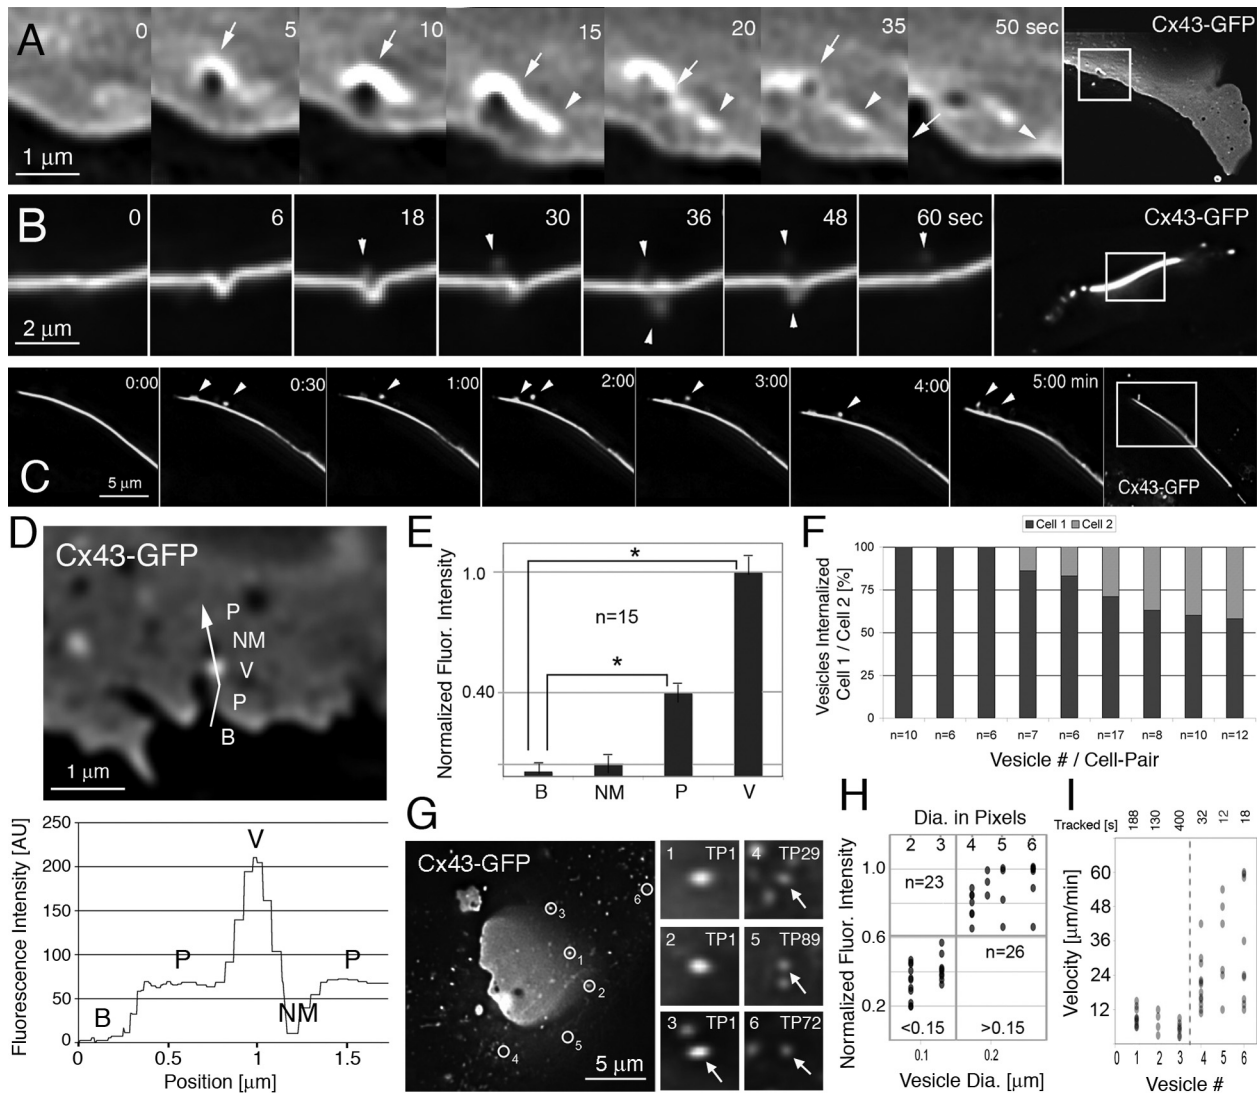 A
0
5
10
15
20
35
50 sec
Cx43-GFP
1 μm
B
0
6
18
30
36
48
60 sec
Cx43-GFP
2 μm
C
0:00
0:30
1:00
2:00
3:00
4:00
5:00 min
Cx43-GFP
5 μm
D
Cx43-GFP
P
NM
V
P
B
1 μm
Fluorescence Intensity [AU]
250
200
150
100
50
0
B
P
V
NM
P
0
0.5
1
1.5
Position [μm]
E
Normalized Fluor. Intensity
1.0
0.40
*
n=15
*
B
NM
P
V
F
Cell 1
Cell 2
Vesicles Internalized
Cell 1 / Cell 2 [%]
100
75
50
25
0
n=10
n=6
n=6
n=7
n=6
n=17
n=8
n=10
n=12
Vesicle # / Cell-Pair
G
Cx43-GFP
1
2
3
4
5
6
5 μm
1 TP1
4 TP29
2 TP1
5 TP89
3 TP1
6 TP72
H
Dia. in Pixels
2 3 4 5 6
Normalized Fluor. Intensity
1.0
0.6
0.4
0.2
n=23
n=26
<0.15
>0.15
0.1
0.2
Vesicle Dia. [μm]
I
Tracked [s]
188
130
400
32
12
18
Velocity [μm/min]
60
48
36
24
12
0 1 2 3 4 5 6
Vesicle #